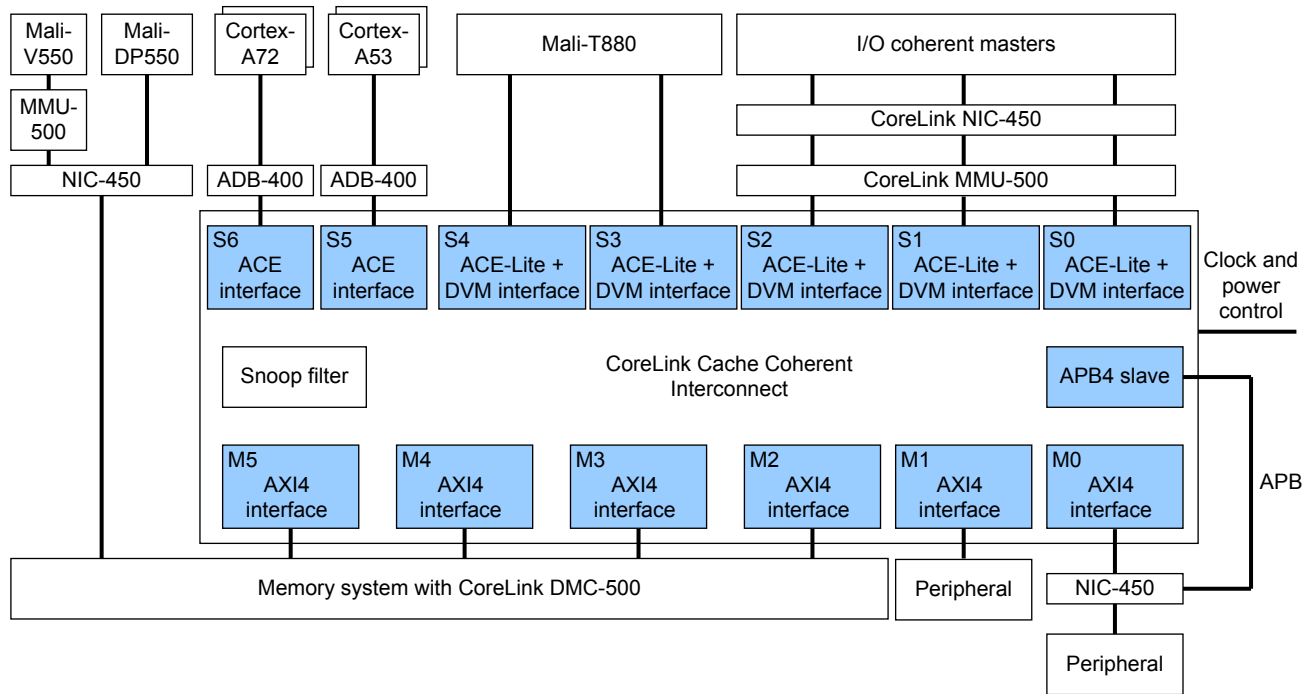 Mali-
V550
Mali-
DP550
Cortex-
A72
Cortex-
A53
Mali-T880
I/O coherent masters
MMU-
500
CoreLink NIC-450
NIC-450
ADB-400
ADB-400
CoreLink MMU-500
S6
ACE
interface
S5
ACE
interface
S4
ACE-Lite +
DVM interface
S3
ACE-Lite +
DVM interface
S2
ACE-Lite +
DVM interface
S1
ACE-Lite +
DVM interface
S0
ACE-Lite +
DVM interface
Clock and
power
control
Snoop filter
CoreLink Cache Coherent
Interconnect
APB4 slave
M5
AXI4
interface
M4
AXI4
interface
M3
AXI4
interface
M2
AXI4
interface
M1
AXI4
interface
M0
AXI4
interface
APB
Memory system with CoreLink DMC-500
Peripheral
NIC-450
Peripheral